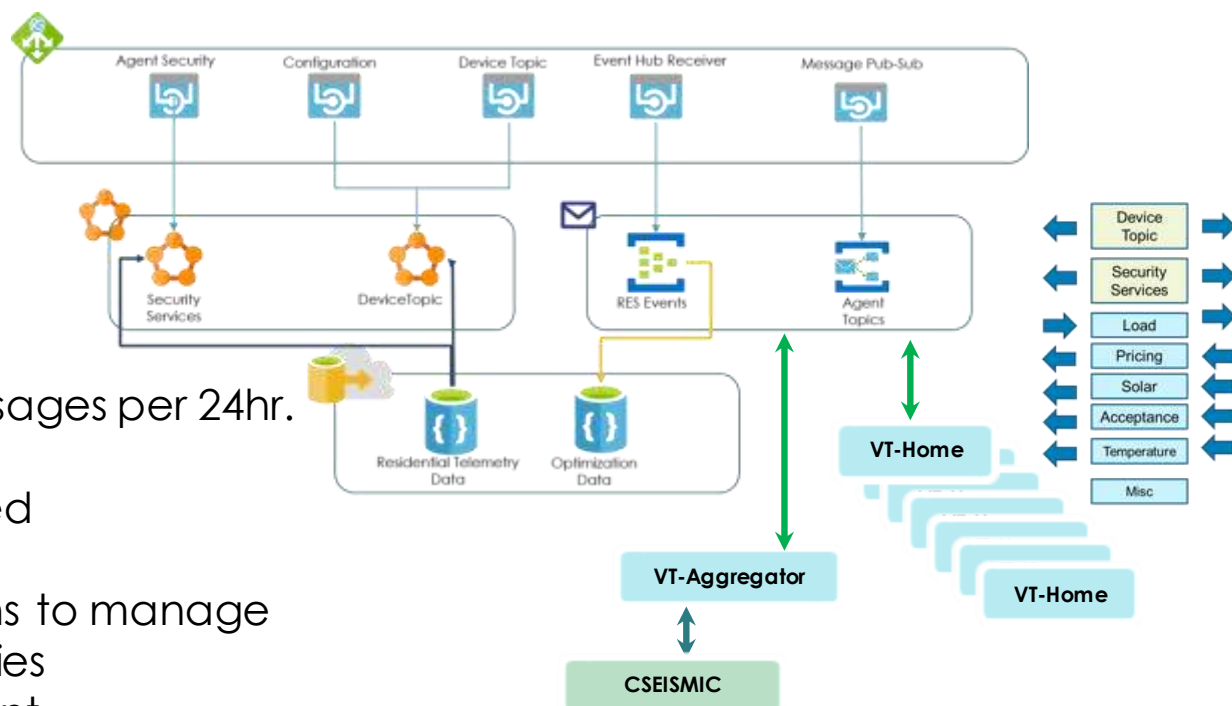 Agent Security
Configuration
Device Topic
Event Hub Receiver
Message Pub-Sub
Security
Services
DeviceTopic
RES Events
Agent
Topics
Device
Topic
Security
Services
Load
Pricing
Solar
Acceptance
Temperature
Misc
sages per 24hr.
Residential Telemetry
Data
Optimization
Data
VT-Home
ed
VT-Aggregator
VT-Home
ns to manage
ies
CSEISMIC